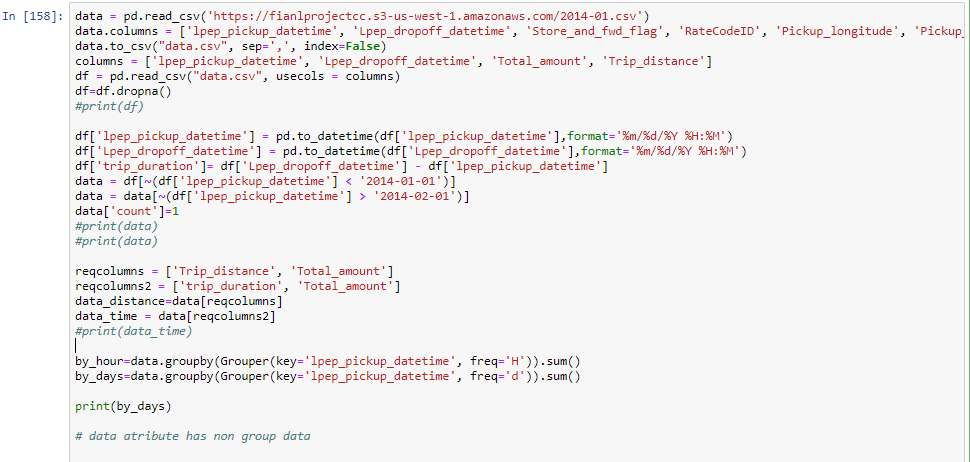 In [158]: data = pd.read_csv('https://fianlprojectcc.s3-us-west-1.amazonaws.com/2014-01.csv')
data.columns = ['lpep_pickup_datetime', 'Lpep_dropoff_datetime', 'Store_and_fwd_flag', 'RateCodeID', 'Pickup_longitude', 'Pickup_
data.to_csv("data.csv", sep=',', index=False)
columns = ['lpep_pickup_datetime', 'Lpep_dropoff_datetime', 'Total_amount', 'Trip_distance']
df = pd.read_csv("data.csv", usecols = columns)
df=df.dropna()
#print(df)
df['lpep_pickup_datetime'] = pd.to_datetime(df['lpep_pickup_datetime'],format='%m/%d/%Y %H:%M')
df['Lpep_dropoff_datetime'] = pd.to_datetime(df['Lpep_dropoff_datetime'],format='%m/%d/%Y %H:%M')
df['trip_duration']= df['Lpep_dropoff_datetime'] - df['lpep_pickup_datetime']
data = df[~(df['lpep_pickup_datetime'] < '2014-01-01')]
data = data[~(df['lpep_pickup_datetime'] > '2014-02-01')]
data['count']=1
#print(data)
#print(data)
reqcolumns = ['Trip_distance', 'Total_amount']
reqcolumns2 = ['trip_duration', 'Total_amount']
data_distance=data[reqcolumns]
data_time = data[reqcolumns2]
#print(data_time)
by_hour=data.groupby(Grouper(key='lpep_pickup_datetime', freq='H')).sum()
by_days=data.groupby(Grouper(key='lpep_pickup_datetime', freq='d')).sum()
print(by_days)
# data atribute has non group data